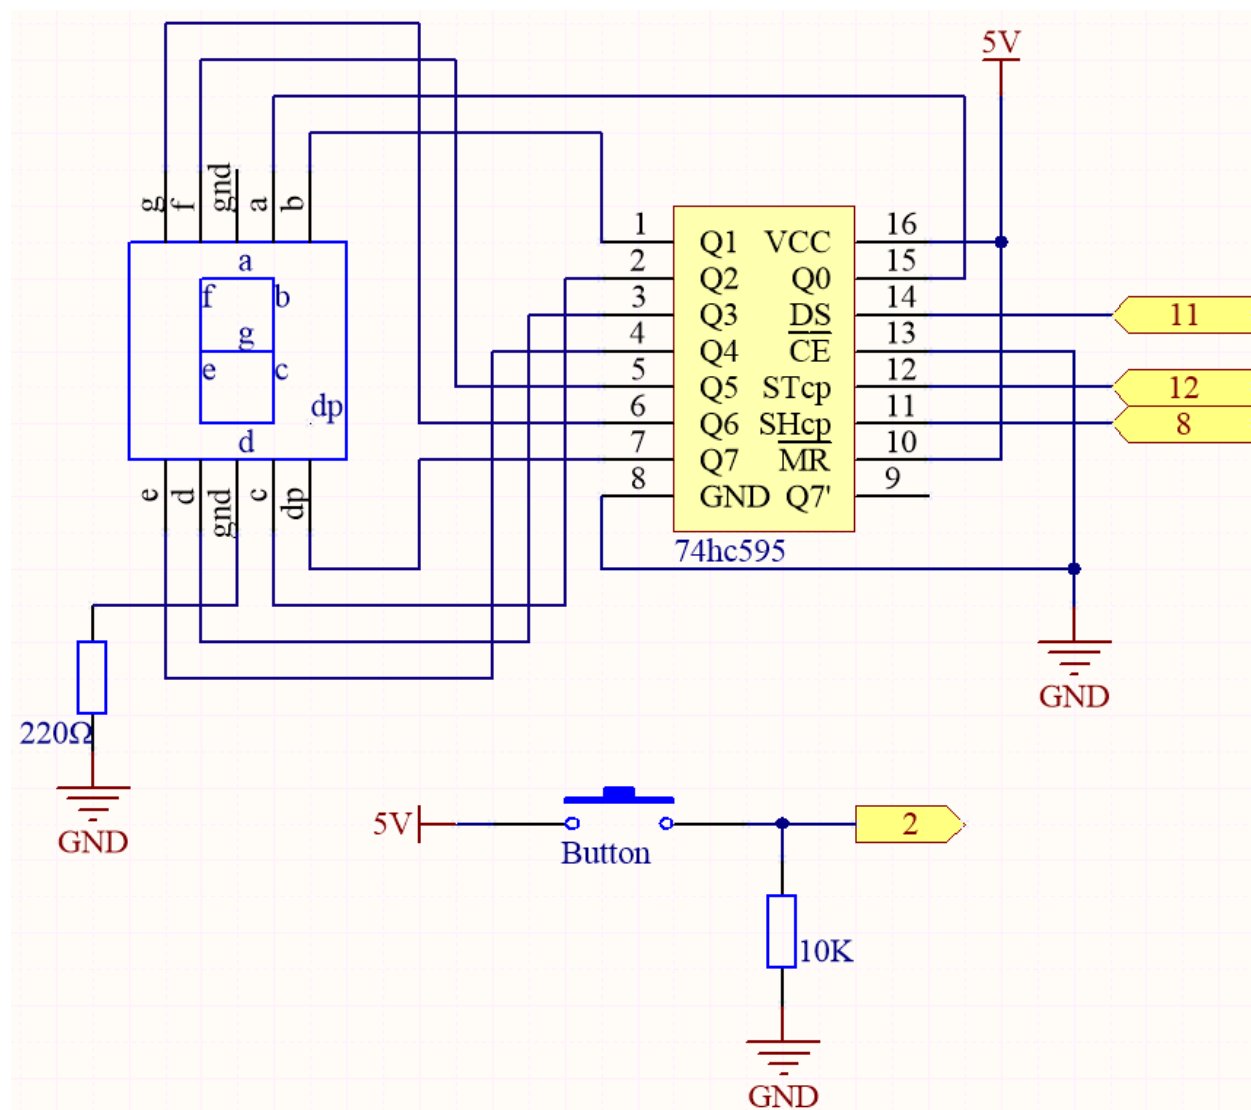 5V
g f gnd a b
a
f b
g
e c
dp
d
e d gnd c dp
1 Q1 VCC 16
2 Q2 Q0 15
3 Q3 DS 14
4 Q4 CE 13
5 Q5 STcp 12
6 Q6 SHcp 11
7 Q7 MR 10
8 GND Q7' 9
74hc595
11
12
8
GND
220Ω
GND
5V
Button
2
10K
GND